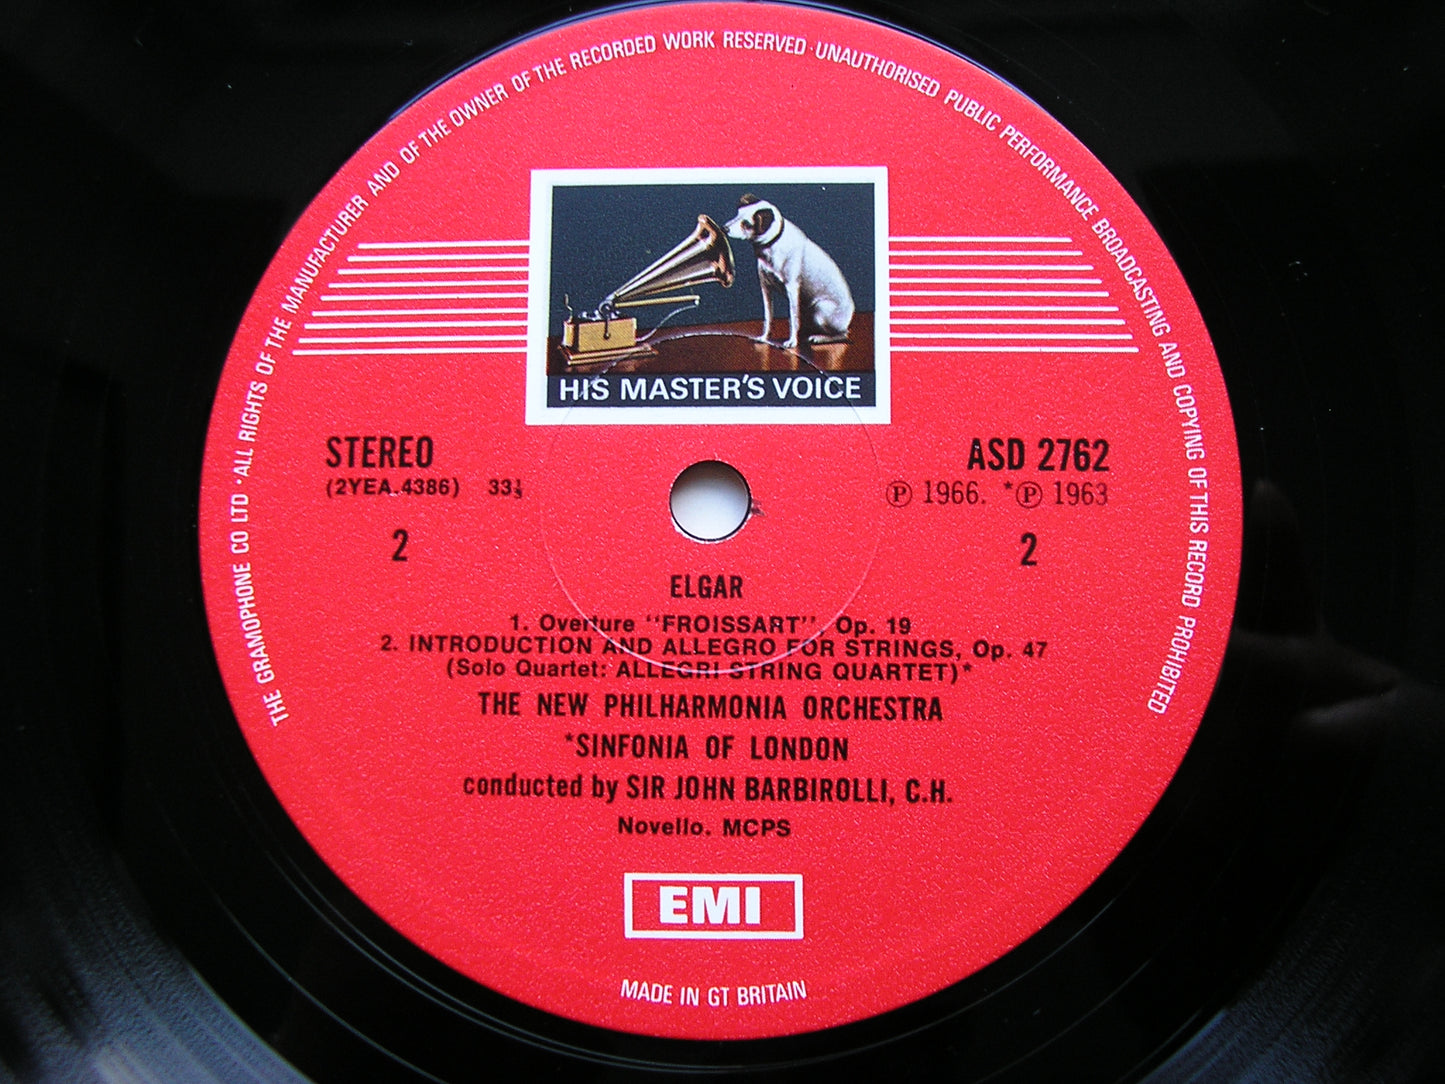 THE GRAMOPHONE CO LTD · ALL RIGHTS OF THE MANUFACTURER AND OF THE OWNER OF THE RECORDED WORK RESERVED · UNAUTHORISED PUBLIC PERFORMANCE BROADCASTING AND COPYING OF THIS RECORD PROHIBITED
HIS MASTER'S VOICE
STEREO
(2YEA.4386) 33⅓
2
ASD 2762
Ⓟ 1966. *Ⓟ 1963
2
ELGAR
1. Overture "FROISSART", Op. 19
2. INTRODUCTION AND ALLEGRO FOR STRINGS, Op. 47
(Solo Quartet: ALLEGRI STRING QUARTET)*
THE NEW PHILHARMONIA ORCHESTRA
*SINFONIA OF LONDON
conducted by SIR JOHN BARBIROLLI, C.H.
Novello. MCPS
EMI
MADE IN GT BRITAIN